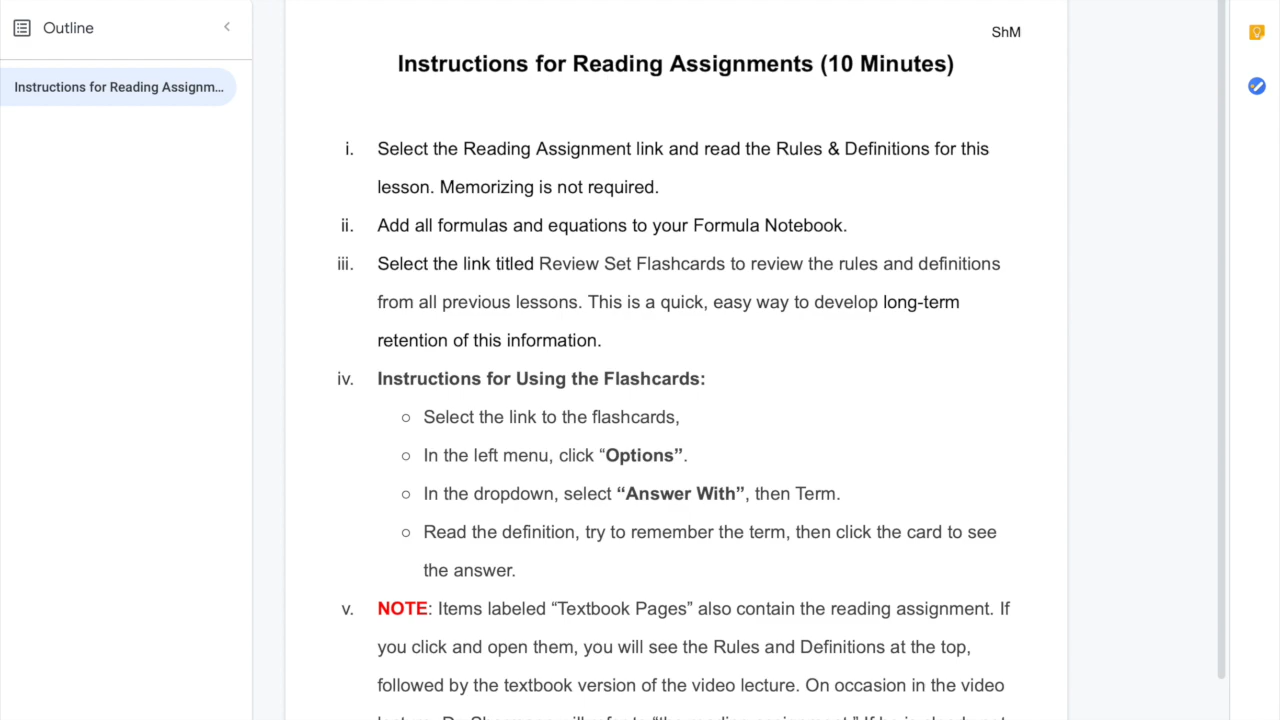 Outline
Instructions for Reading Assignm...
ShM
Instructions for Reading Assignments (10 Minutes)
i. Select the Reading Assignment link and read the Rules & Definitions for this
lesson. Memorizing is not required.
ii. Add all formulas and equations to your Formula Notebook.
iii. Select the link titled Review Set Flashcards to review the rules and definitions
from all previous lessons. This is a quick, easy way to develop long-term
retention of this information.
iv. Instructions for Using the Flashcards:
○ Select the link to the flashcards,
○ In the left menu, click “Options”.
○ In the dropdown, select “Answer With”, then Term.
○ Read the definition, try to remember the term, then click the card to see
the answer.
v. NOTE: Items labeled “Textbook Pages” also contain the reading assignment. If
you click and open them, you will see the Rules and Definitions at the top,
followed by the textbook version of the video lecture. On occasion in the video